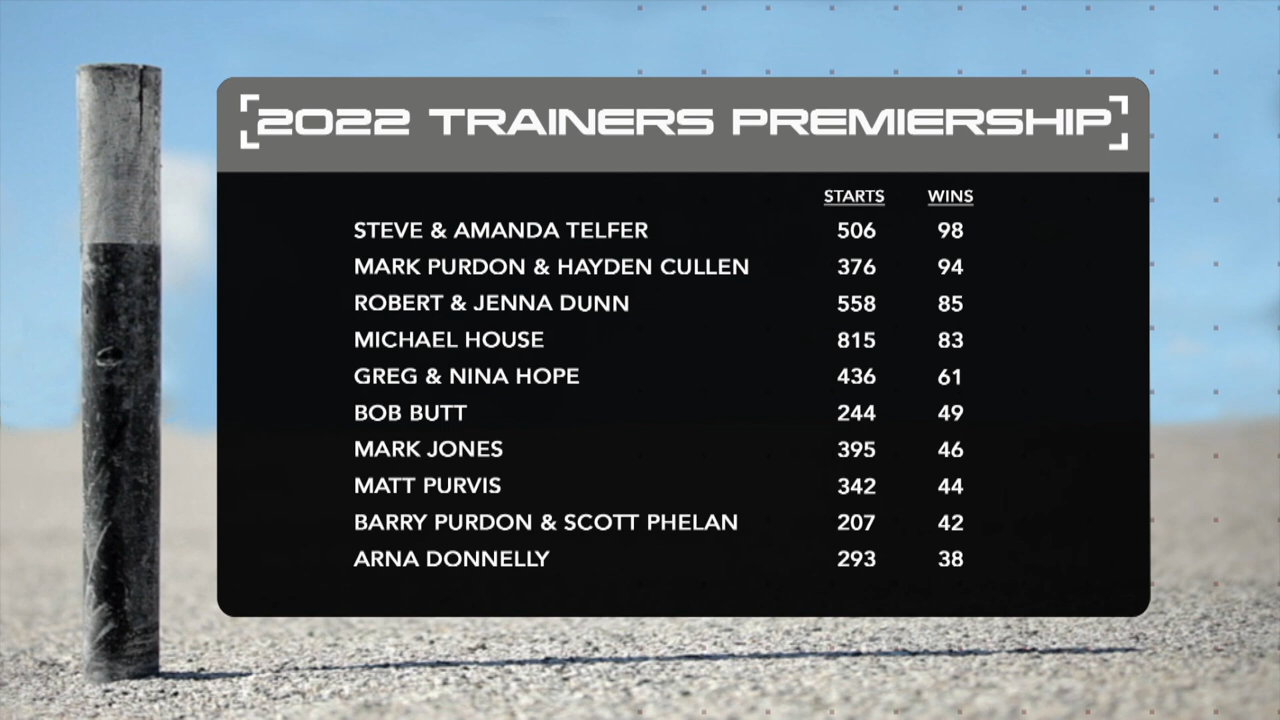 2022 TRAINERS PREMIERSHIP
STARTS WINS
STEVE & AMANDA TELFER 506 98
MARK PURDON & HAYDEN CULLEN 376 94
ROBERT & JENNA DUNN 558 85
MICHAEL HOUSE 815 83
GREG & NINA HOPE 436 61
BOB BUTT 244 49
MARK JONES 395 46
MATT PURVIS 342 44
BARRY PURDON & SCOTT PHELAN 207 42
ARNA DONNELLY 293 38